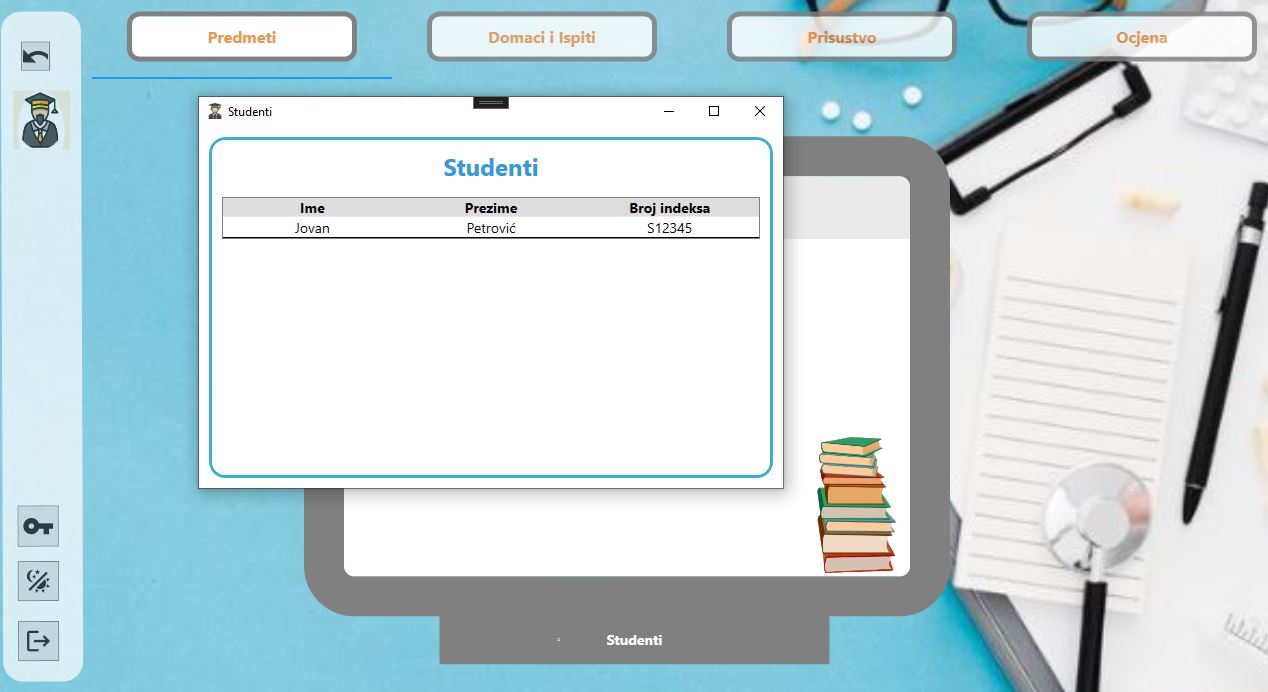 Predmeti
Domaci i Ispiti
Prisustvo
Ocjena
Studenti
Studenti
Ime Prezime Broj indeksa
Jovan Petrović S12345
Studenti